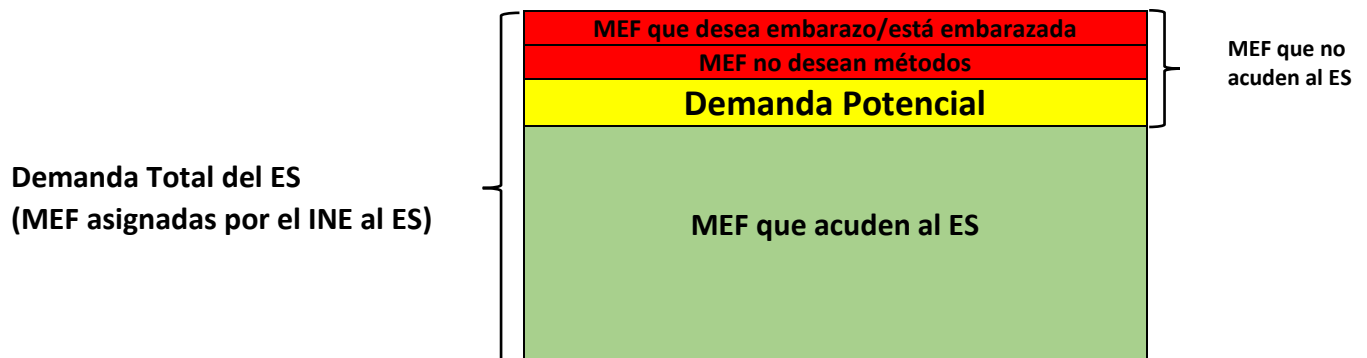 MEF que desea embarazo/está embarazada
MEF no desean métodos
Demanda Potencial
MEF que no
acuden al ES
Demanda Total del ES
(MEF asignadas por el INE al ES)
MEF que acuden al ES